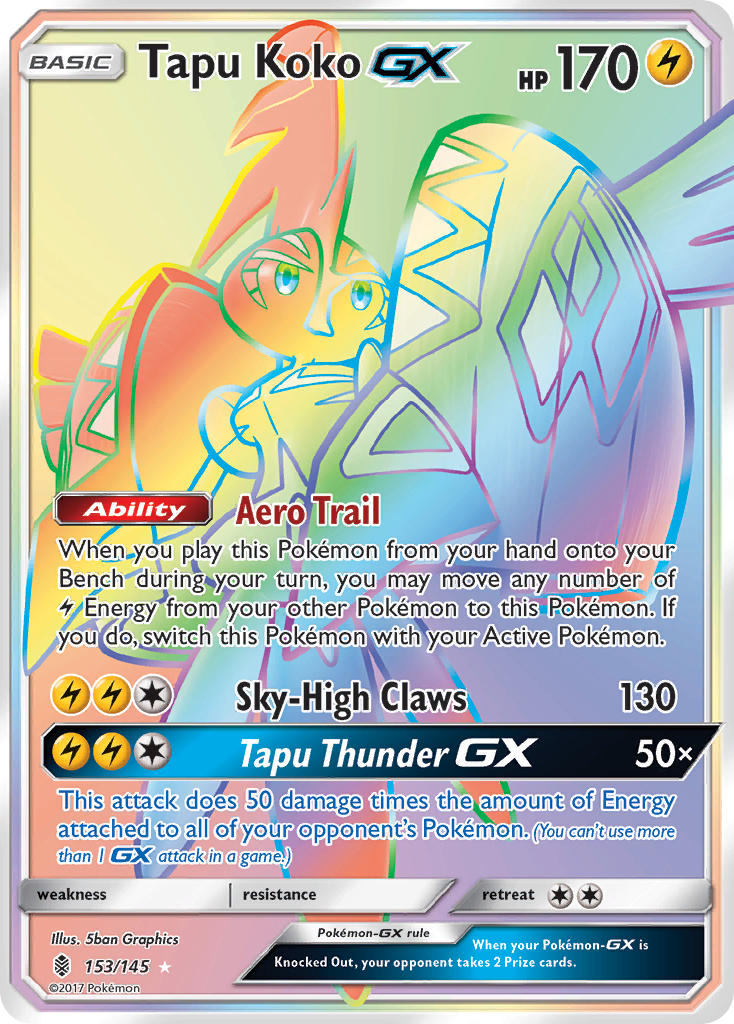 BASIC Tapu Koko GX HP 170
Ability Aero Trail
When you play this Pokémon from your hand onto your
Bench during your turn, you may move any number of
Energy from your other Pokémon to this Pokémon. If
you do, switch this Pokémon with your Active Pokémon.
Sky-High Claws 130
Tapu Thunder GX 50×
This attack does 50 damage times the amount of Energy
attached to all of your opponent's Pokémon. (You can't use more
than 1 GX attack in a game.)
weakness resistance retreat
Illus. 5ban Graphics
153/145
©2017 Pokémon
Pokémon-GX rule
When your Pokémon-GX is
Knocked Out, your opponent takes 2 Prize cards.